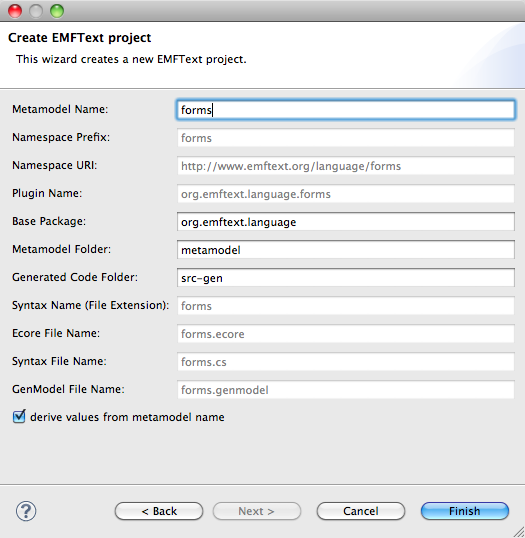 Create EMFText project
This wizard creates a new EMFText project.
Metamodel Name: forms
Namespace Prefix: forms
Namespace URI: http://www.emftext.org/language/forms
Plugin Name: org.emftext.language.forms
Base Package: org.emftext.language
Metamodel Folder: metamodel
Generated Code Folder: src-gen
Syntax Name (File Extension): forms
Ecore File Name: forms.ecore
Syntax File Name: forms.cs
GenModel File Name: forms.genmodel
derive values from metamodel name
? < Back Next > Cancel Finish